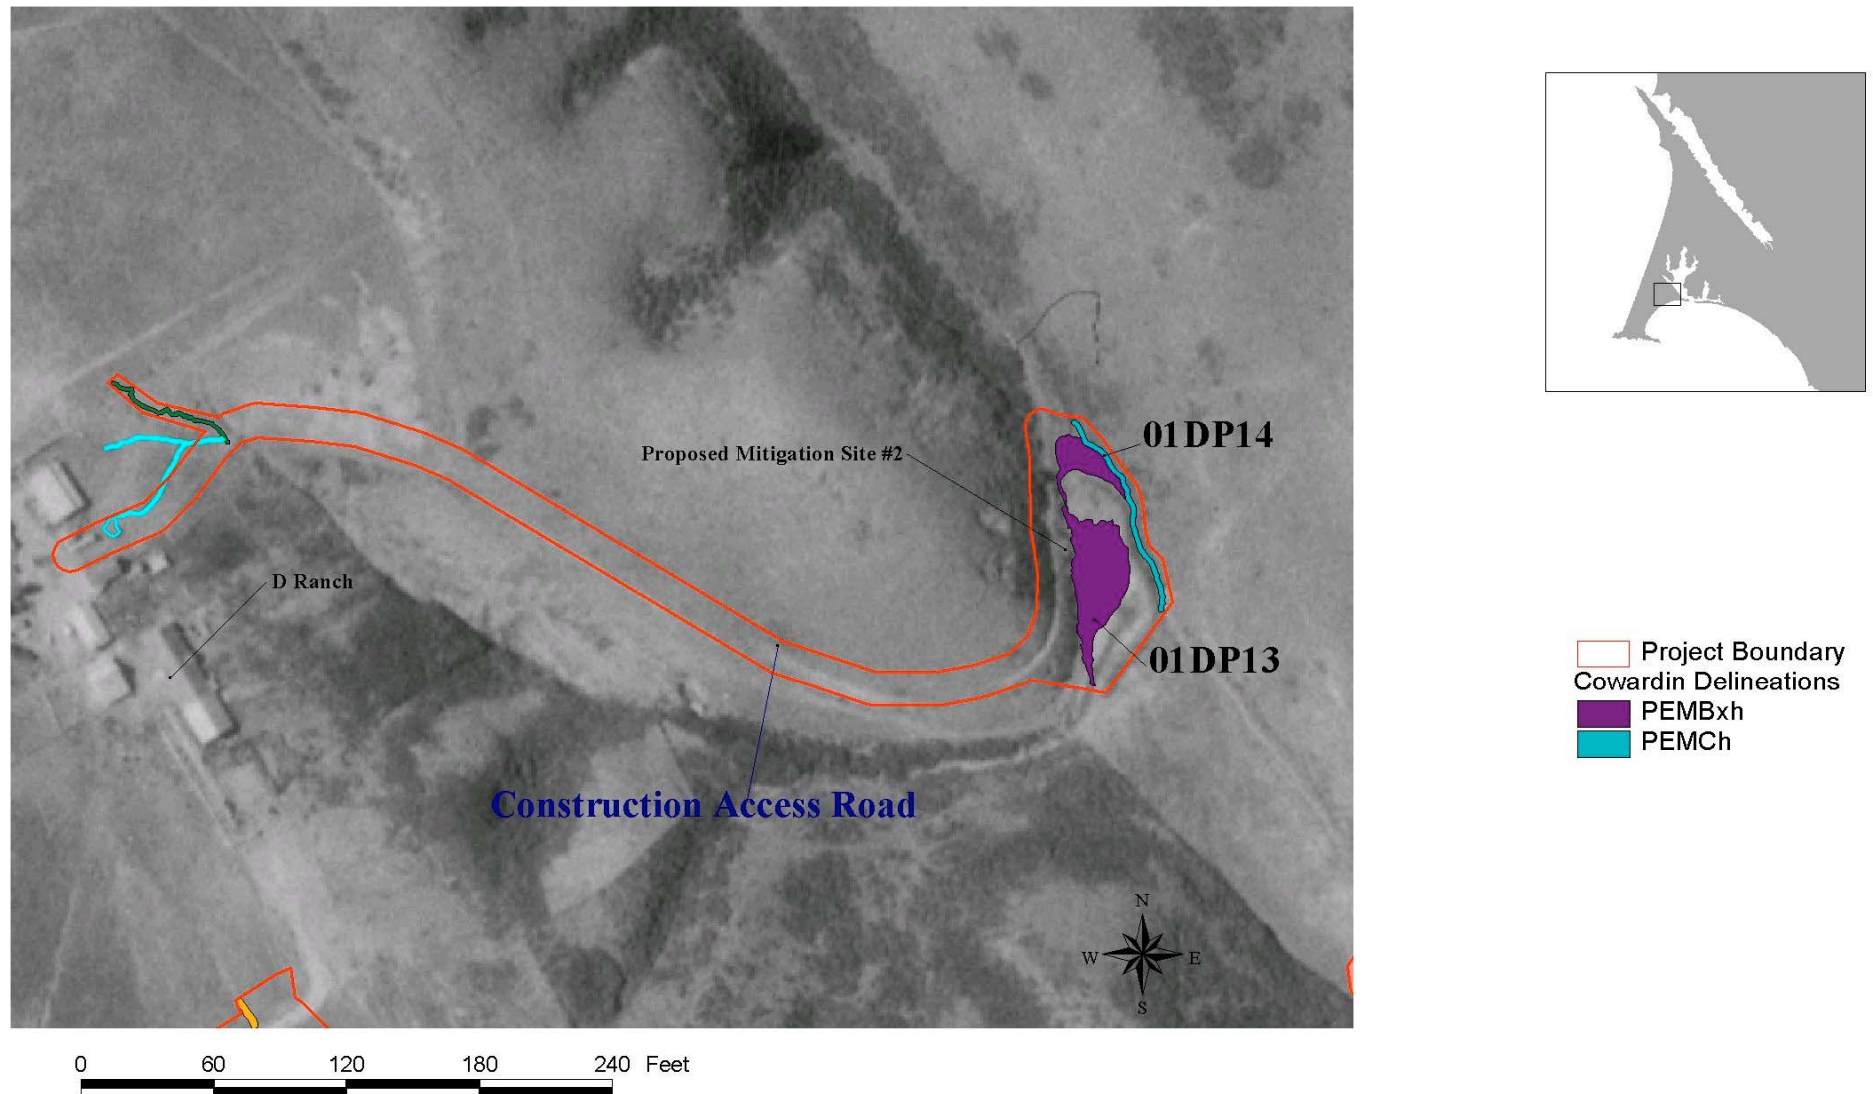 01DP14
Proposed Mitigation Site #2
D Ranch
01DP13
Construction Access Road
N
W E
S
0 60 120 180 240 Feet
Project Boundary
Cowardin Delineations
PEMBxh
PEMCh